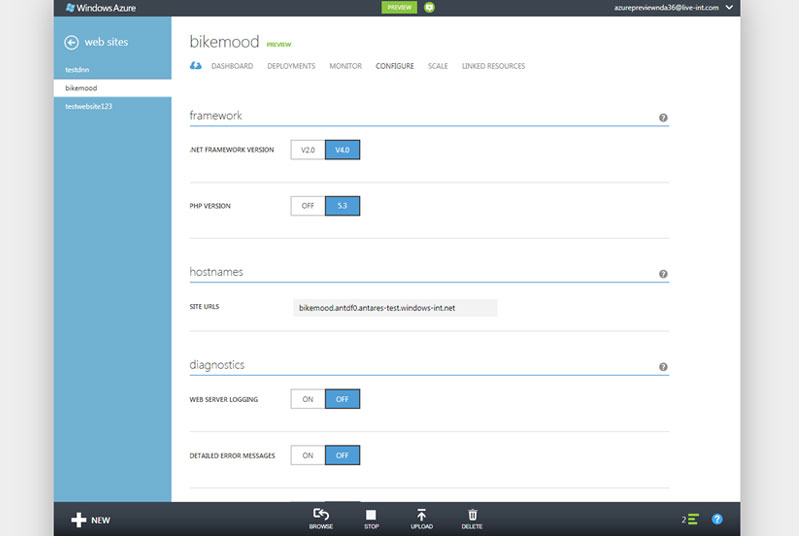 Windows Azure
PREVIEW
azurepreviewnda36@live-int.com
web sites
testdnn
bikemood
testwebsite123
bikemood PREVIEW
DASHBOARD DEPLOYMENTS MONITOR CONFIGURE SCALE LINKED RESOURCES
framework
?
.NET FRAMEWORK VERSION V2.0 V4.0
PHP VERSION OFF 5.3
hostnames
?
SITE URLS bikemood.antdf0.antares-test.windows-int.net
diagnostics
?
WEB SERVER LOGGING ON OFF
DETAILED ERROR MESSAGES ON OFF
NEW
BROWSE STOP UPLOAD DELETE
2
?